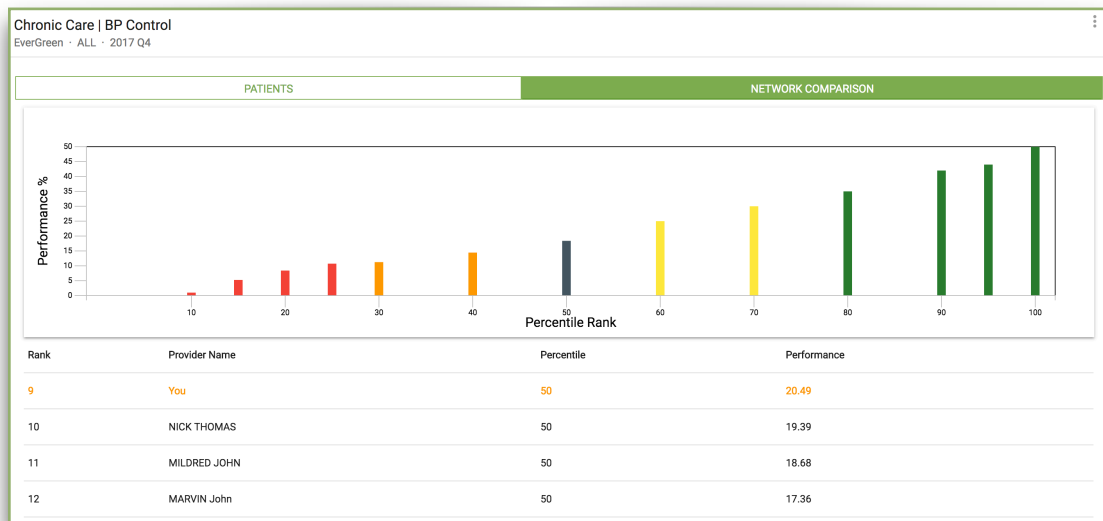 Chronic Care | BP Control
EverGreen · ALL · 2017 Q4
PATIENTS
NETWORK COMPARISON
Performance %
50
45
40
35
30
25
20
15
10
5
0
10 20 30 40 50 60 70 80 90 100
Percentile Rank
Rank Provider Name Percentile Performance
9 You 50 20.49
10 NICK THOMAS 50 19.39
11 MILDRED JOHN 50 18.68
12 MARVIN John 50 17.36